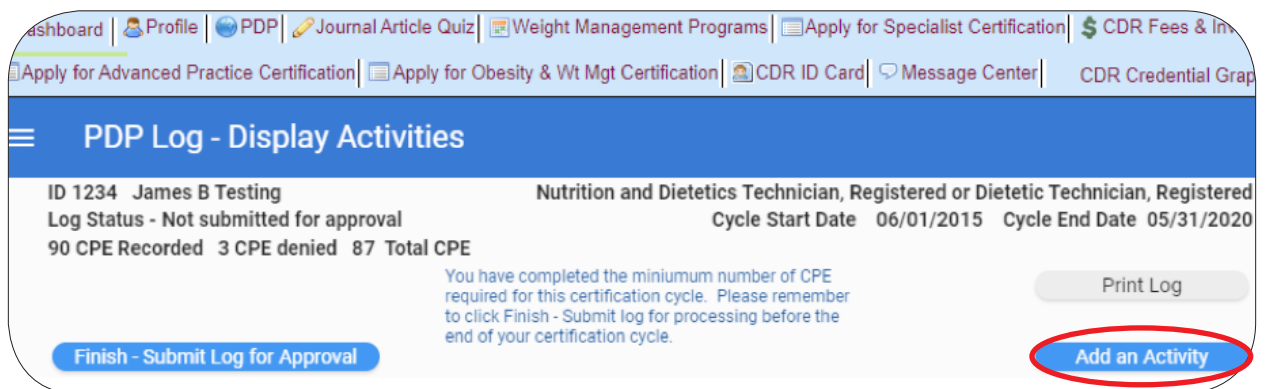 ashboard Profile PDP Journal Article Quiz Weight Management Programs Apply for Specialist Certification $ CDR Fees & Inv
Apply for Advanced Practice Certification Apply for Obesity & Wt Mgt Certification CDR ID Card Message Center CDR Credential Grap
PDP Log - Display Activities
ID 1234 James B Testing Nutrition and Dietetics Technician, Registered or Dietetic Technician, Registered
Log Status - Not submitted for approval Cycle Start Date 06/01/2015 Cycle End Date 05/31/2020
90 CPE Recorded 3 CPE denied 87 Total CPE
You have completed the miniumum number of CPE
required for this certification cycle. Please remember
to click Finish - Submit log for processing before the
end of your certification cycle.
Print Log
Finish - Submit Log for Approval
Add an Activity